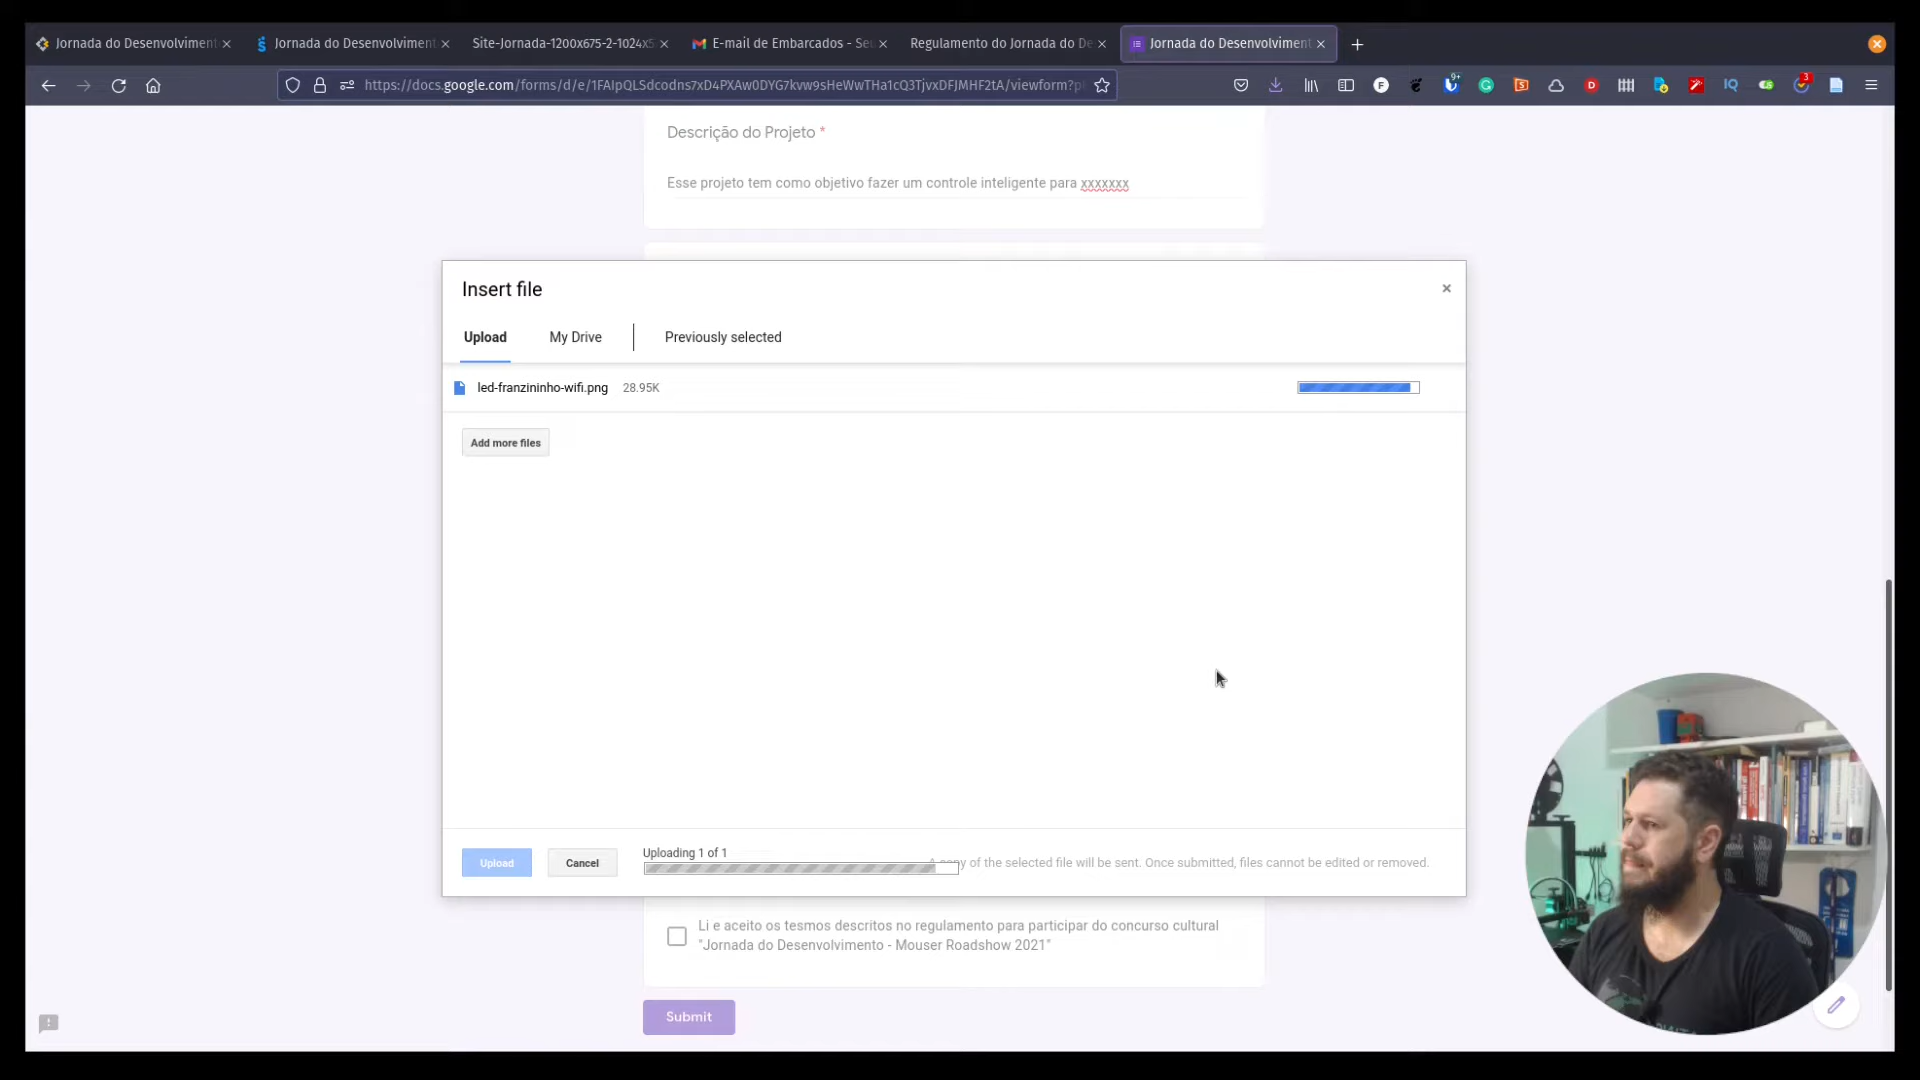 Jornada do Desenvolviment
Jornada do Desenvolviment
Site-Jornada-1200x675-2-1024x5
E-mail de Embarcados - Seu
Regulamento do Jornada do De
Jornada do Desenvolviment
https://docs.google.com/forms/d/e/1FAIpQLSdcodns7xD4PXAw0DYG7kvw9sHeWwTHa1cQ3TjvxDFJMHF2tA/viewform?p
9+
3
F
D
IQ
Descrição do Projeto *
Esse projeto tem como objetivo fazer um controle inteligente para xxxxxxx
Insert file
Upload
My Drive
Previously selected
led-franzininho-wifi.png
28.95K
Add more files
Upload
Cancel
Uploading 1 of 1
A copy of the selected file will be sent. Once submitted, files cannot be edited or removed.
Li e aceito os tesmos descritos no regulamento para participar do concurso cultural
"Jornada do Desenvolvimento - Mouser Roadshow 2021"
Submit